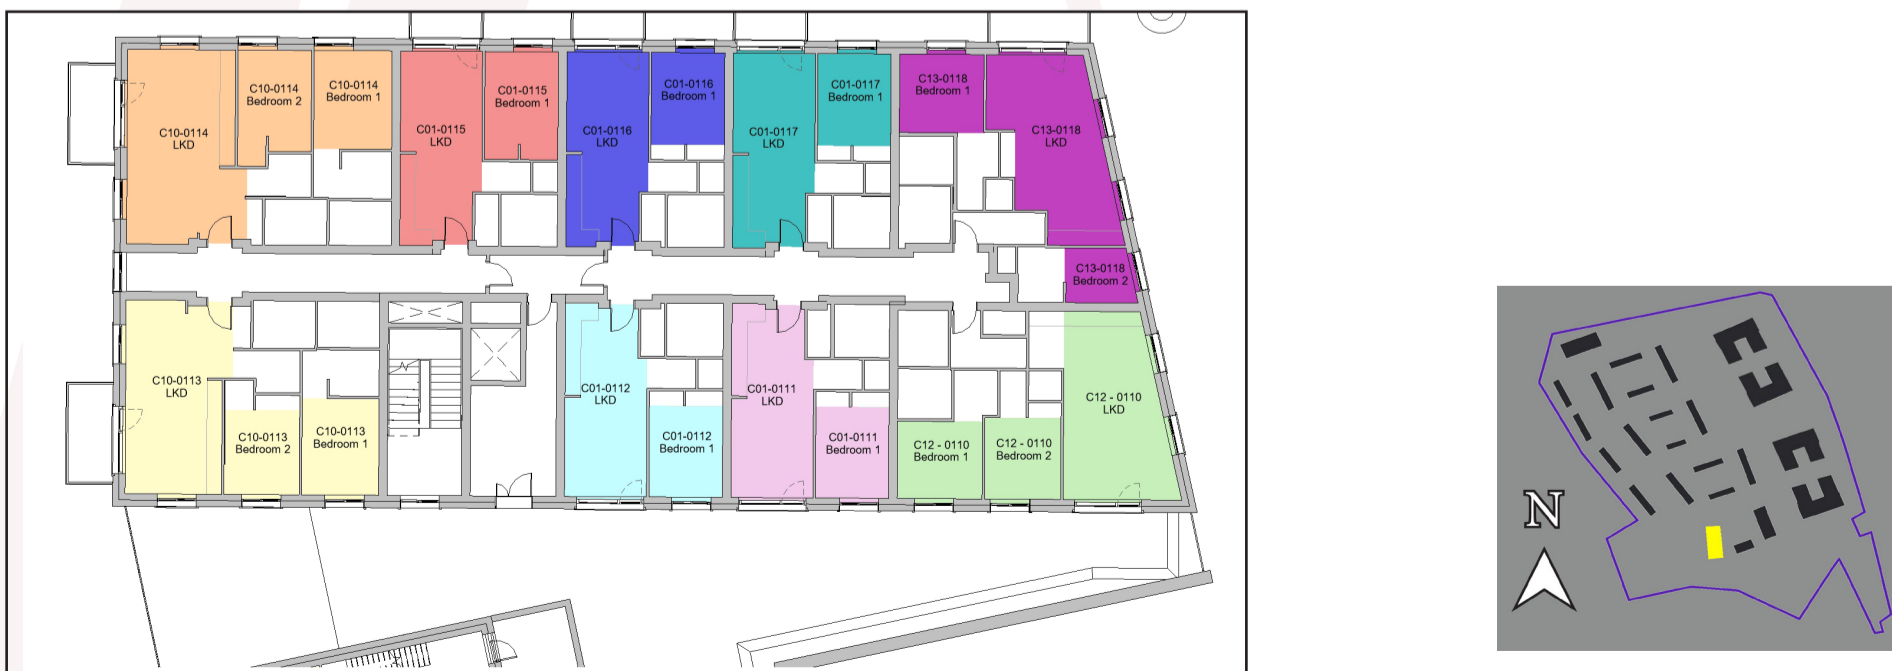 C10-0114
LKD
C10-0114
Bedroom 2
C10-0114
Bedroom 1
C01-0115
LKD
C01-0115
Bedroom 1
C01-0116
LKD
C01-0116
Bedroom 1
C01-0117
LKD
C01-0117
Bedroom 1
C13-0118
Bedroom 1
C13-0118
LKD
C13-0118
Bedroom 2
C10-0113
LKD
C10-0113
Bedroom 2
C10-0113
Bedroom 1
C01-0112
LKD
C01-0112
Bedroom 1
C01-0111
LKD
C01-0111
Bedroom 1
C12 - 0110
Bedroom 1
C12 - 0110
Bedroom 2
C12 - 0110
LKD
N